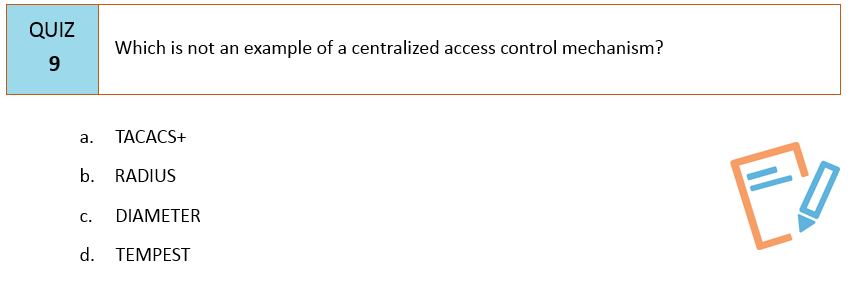 QUIZ
9
Which is not an example of a centralized access control mechanism?
a. TACACS+
b. RADIUS
c. DIAMETER
d. TEMPEST